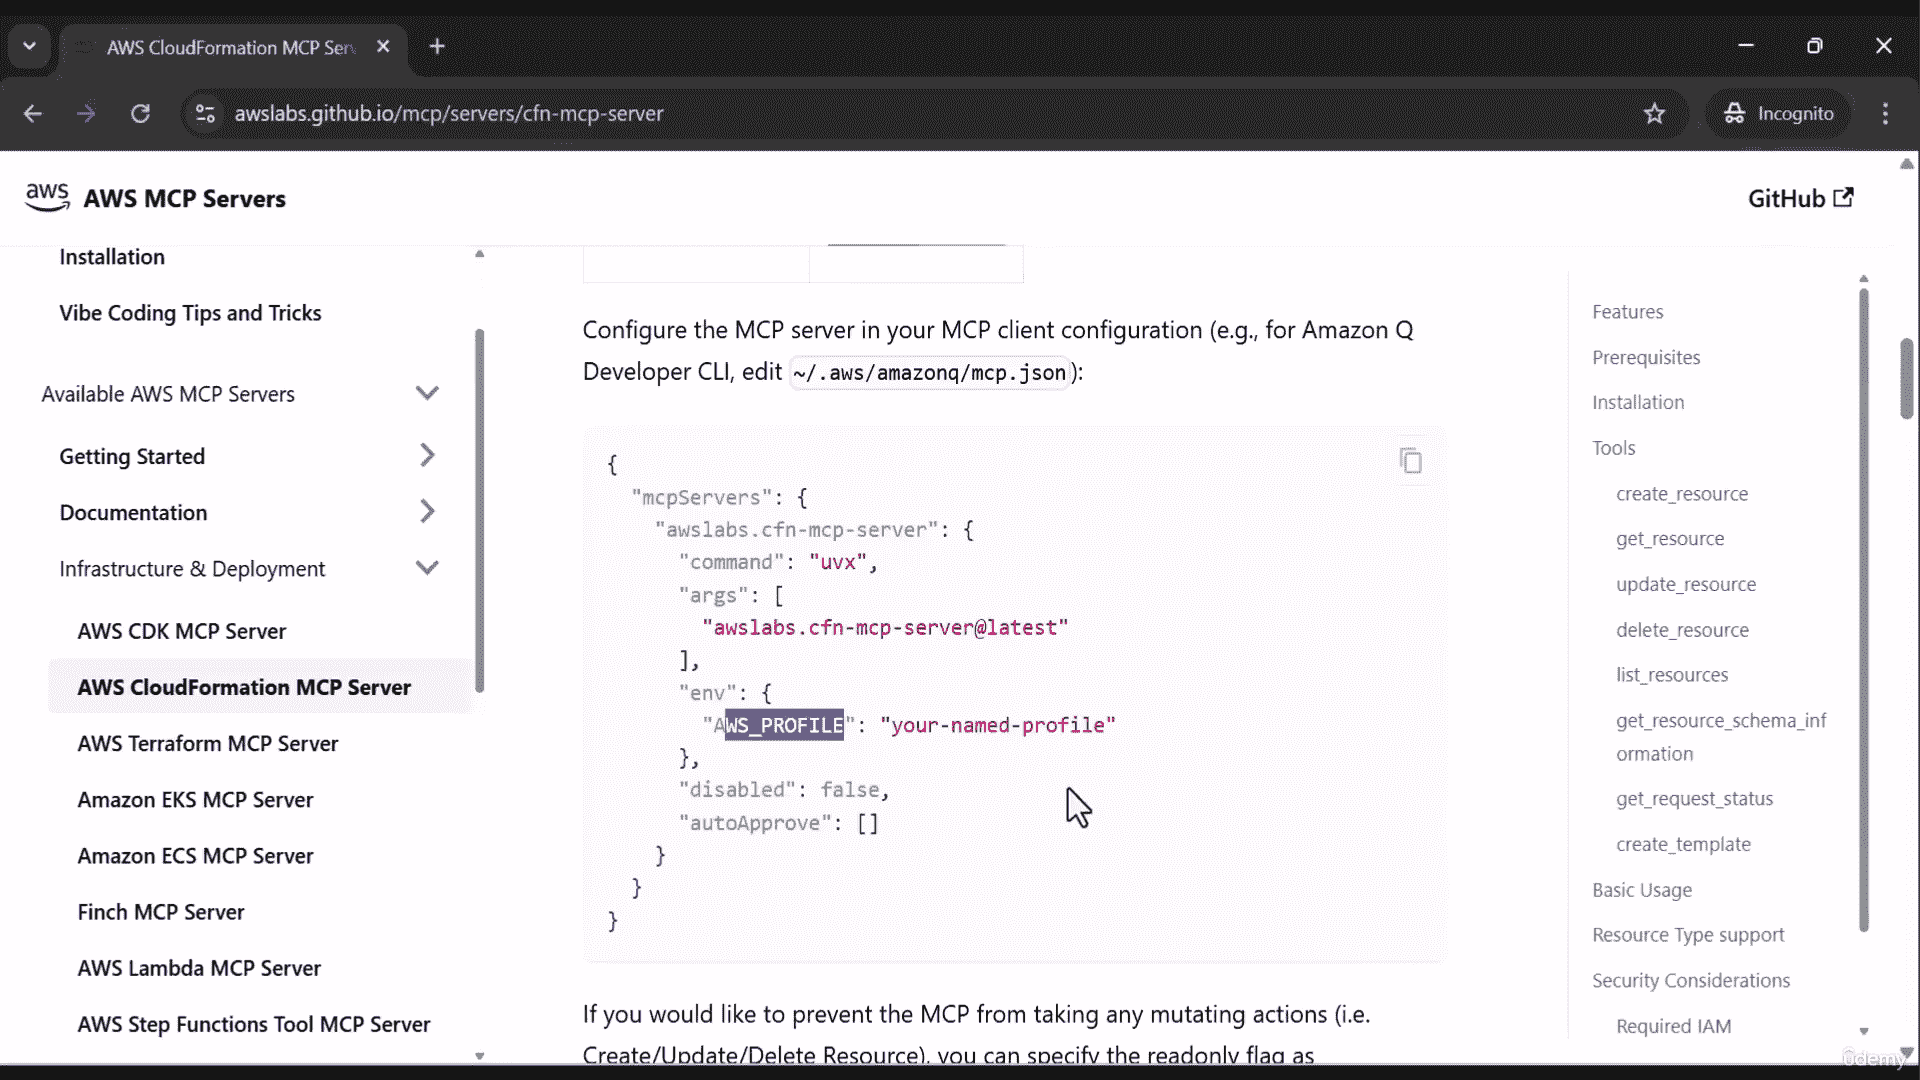 AWS CloudFormation MCP Ser
awslabs.github.io/mcp/servers/cfn-mcp-server
Incognito
aws
AWS MCP Servers
GitHub
Installation
Vibe Coding Tips and Tricks
Available AWS MCP Servers
Getting Started
Documentation
Infrastructure & Deployment
AWS CDK MCP Server
AWS CloudFormation MCP Server
AWS Terraform MCP Server
Amazon EKS MCP Server
Amazon ECS MCP Server
Finch MCP Server
AWS Lambda MCP Server
AWS Step Functions Tool MCP Server
Configure the MCP server in your MCP client configuration (e.g., for Amazon Q
Developer CLI, edit ~/.aws/amazonq/mcp.json):
{
"mcpServers": {
"awslabs.cfn-mcp-server": {
"command": "uvx",
"args": [
"awslabs.cfn-mcp-server@latest"
],
"env": {
"AWS_PROFILE": "your-named-profile"
},
"disabled": false,
"autoApprove": []
}
}
}
If you would like to prevent the MCP from taking any mutating actions (i.e.
Create/Update/Delete Resource), you can specify the readonly flag as
Features
Prerequisites
Installation
Tools
create_resource
get_resource
update_resource
delete_resource
list_resources
get_resource_schema_inf
ormation
get_request_status
create_template
Basic Usage
Resource Type support
Security Considerations
Required IAM
udemy